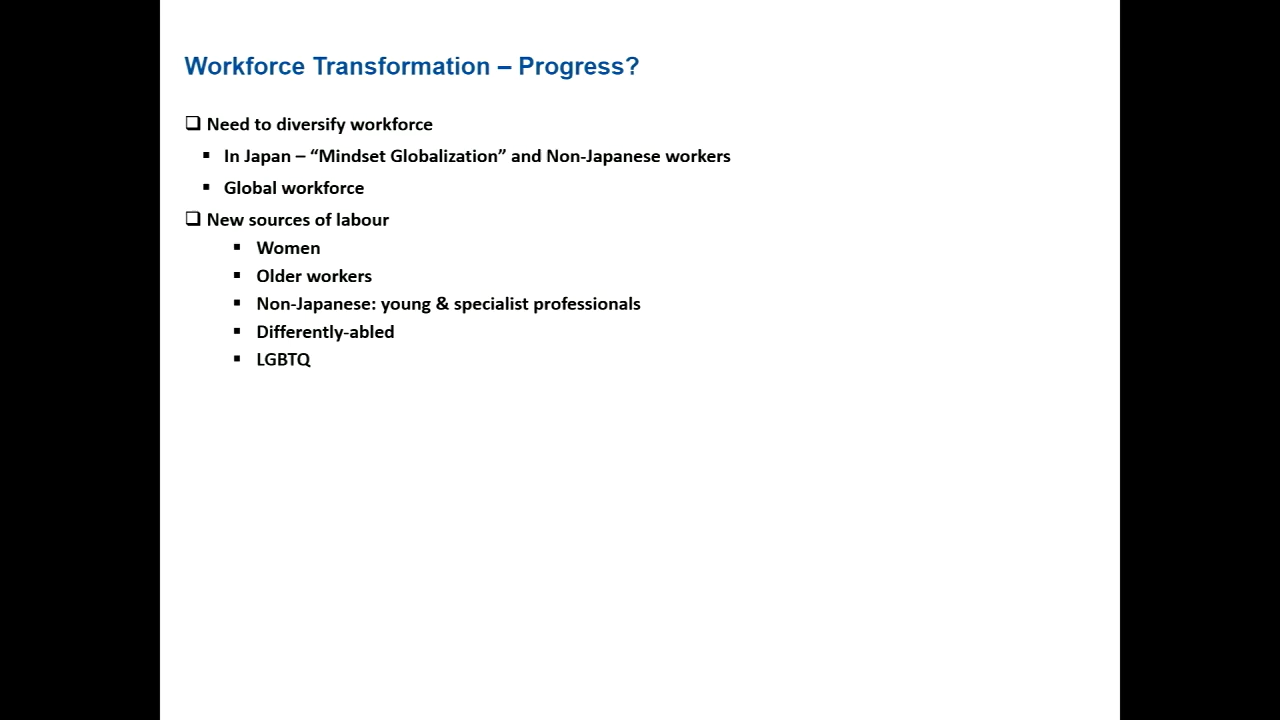 Workforce Transformation – Progress?
❑ Need to diversify workforce
▪ In Japan – “Mindset Globalization” and Non-Japanese workers
▪ Global workforce
❑ New sources of labour
▪ Women
▪ Older workers
▪ Non-Japanese: young & specialist professionals
▪ Differently-abled
▪ LGBTQ